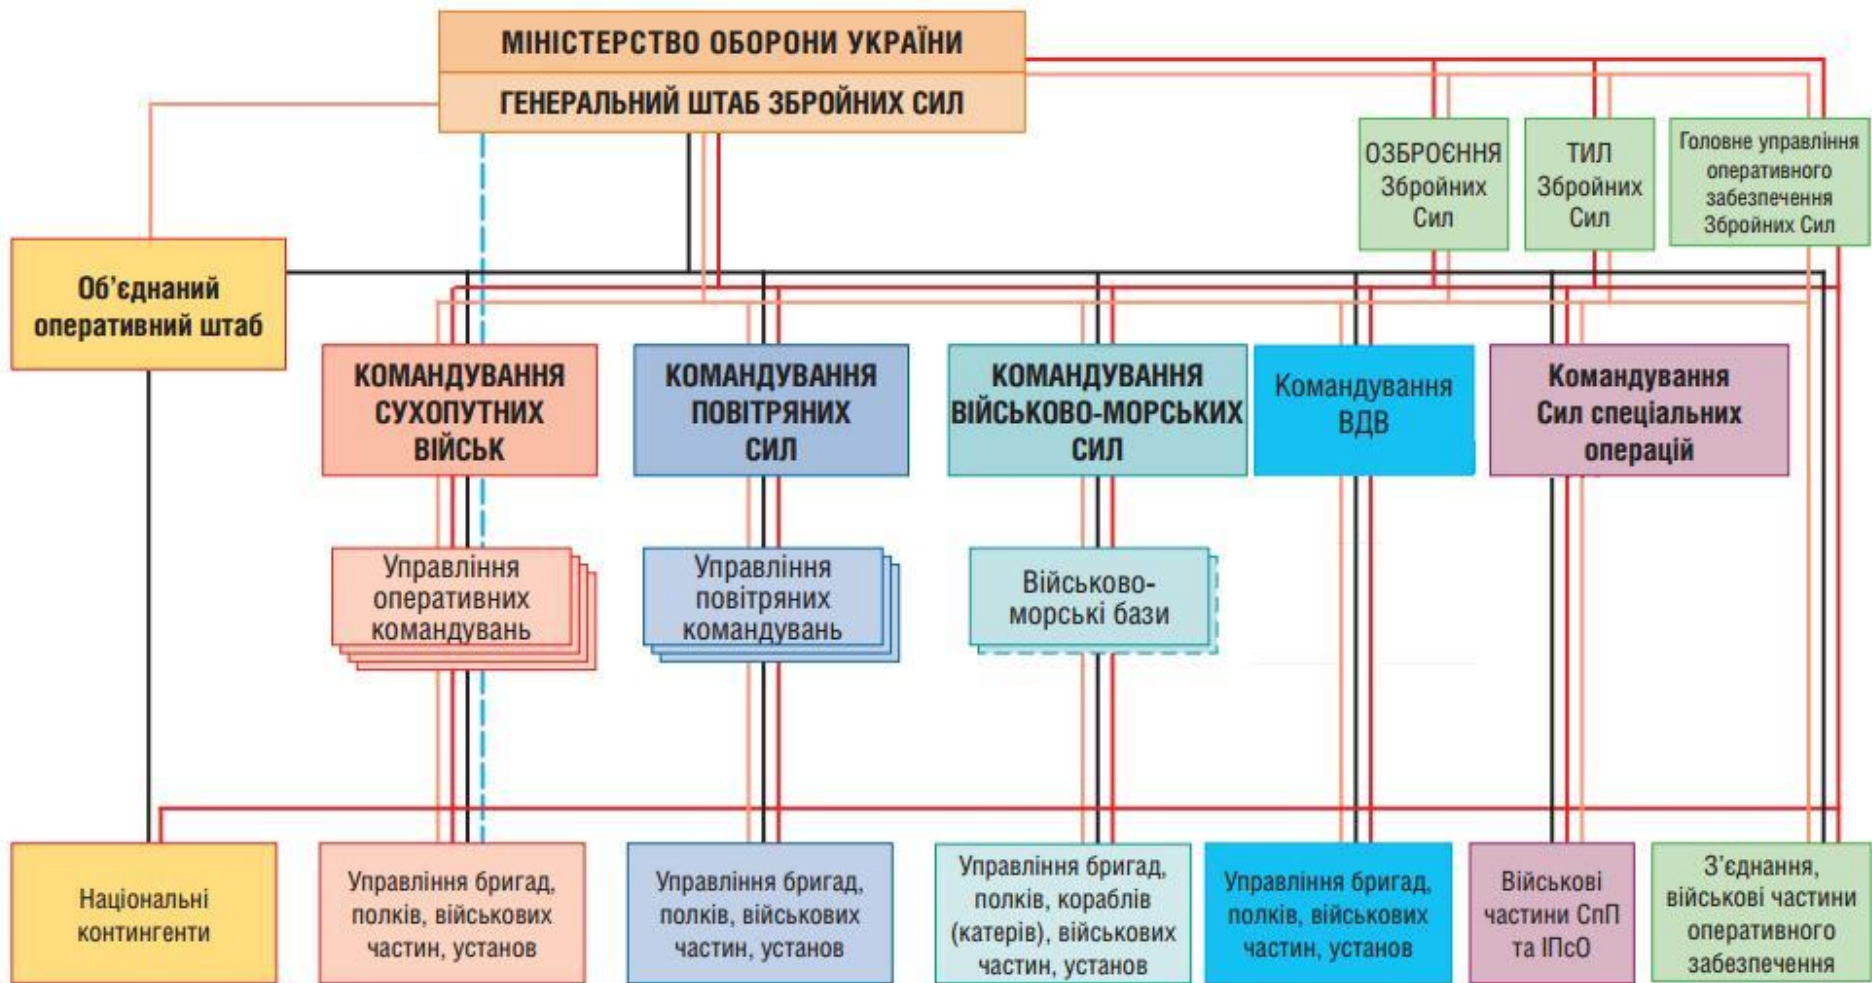 МІНІСТЕРСТВО ОБОРОНИ УКРАЇНИ
ГЕНЕРАЛЬНИЙ ШТАБ ЗБРОЙНИХ СИЛ
ОЗБРОЄННЯ
Збройних
Сил
ТИЛ
Збройних
Сил
Головне управління
оперативного
забезпечення
Збройних Сил
Об’єднаний
оперативний штаб
КОМАНДУВАННЯ
СУХОПУТНИХ
ВІЙСЬК
КОМАНДУВАННЯ
ПОВІТРЯНИХ
СИЛ
КОМАНДУВАННЯ
ВІЙСЬКОВО-МОРСЬКИХ
СИЛ
Командування
ВДВ
Командування
Сил спеціальних
операцій
Управління
оперативних
командувань
Управління
повітряних
командувань
Військово-
морські бази
Національні
контингенти
Управління бригад,
полків, військових
частин, установ
Управління бригад,
полків, військових
частин, установ
Управління бригад,
полків, кораблів
(катерів), військових
частин, установ
Управління бригад,
полків, військових
частин, установ
Військові
частини СпП
та ІПсО
З’єднання,
військові частини
оперативного
забезпечення